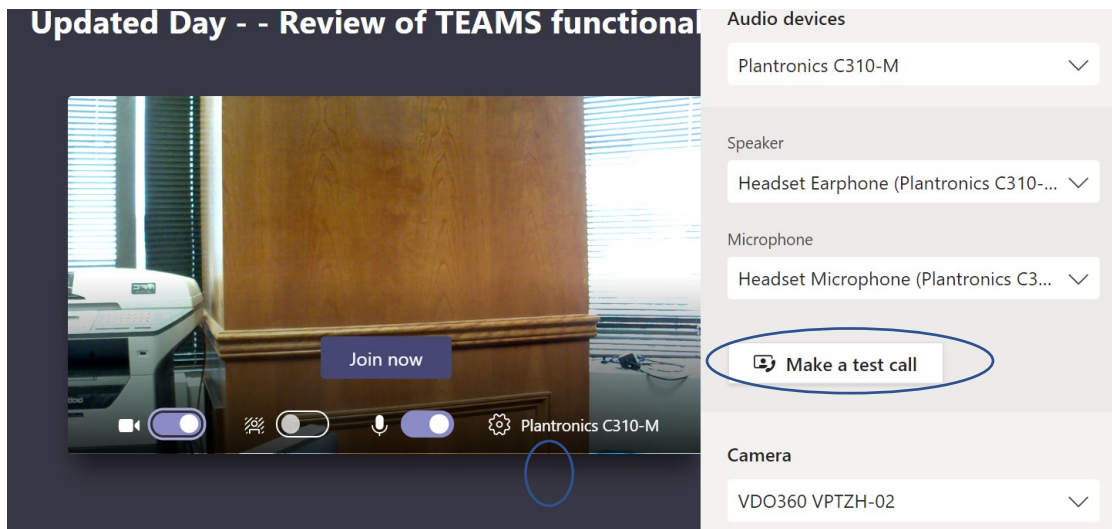 Updated Day - - Review of TEAMS functional
Join now
Plantronics C310-M
Audio devices
Plantronics C310-M
Speaker
Headset Earphone (Plantronics C310-...
Microphone
Headset Microphone (Plantronics C3...
Make a test call
Camera
VDO360 VPTZH-02